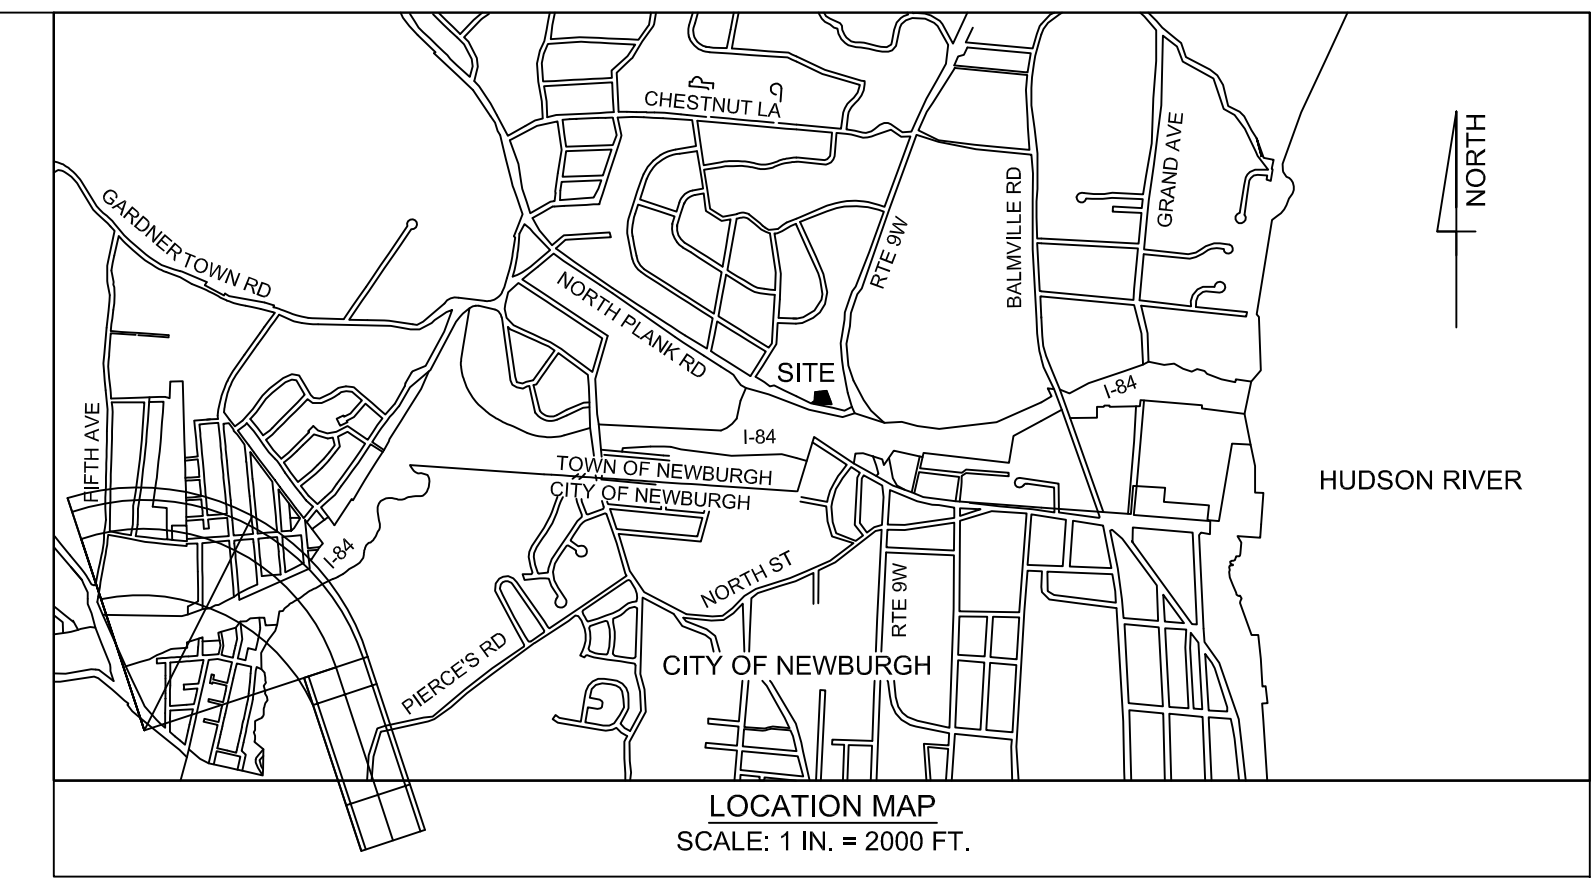 CHESTNUT LA
GRAND AVE
NORTH
BALMVILLE RD
GARDNERTOWN RD
RTE 9W
NORTH PLANK RD
SITE
I-84
FIFTH AVE
I-84
TOWN OF NEWBURGH
CITY OF NEWBURGH
HUDSON RIVER
I-84
NORTH ST
RTE 9W
PIERCE'S RD
CITY OF NEWBURGH
LOCATION MAP
SCALE: 1 IN. = 2000 FT.